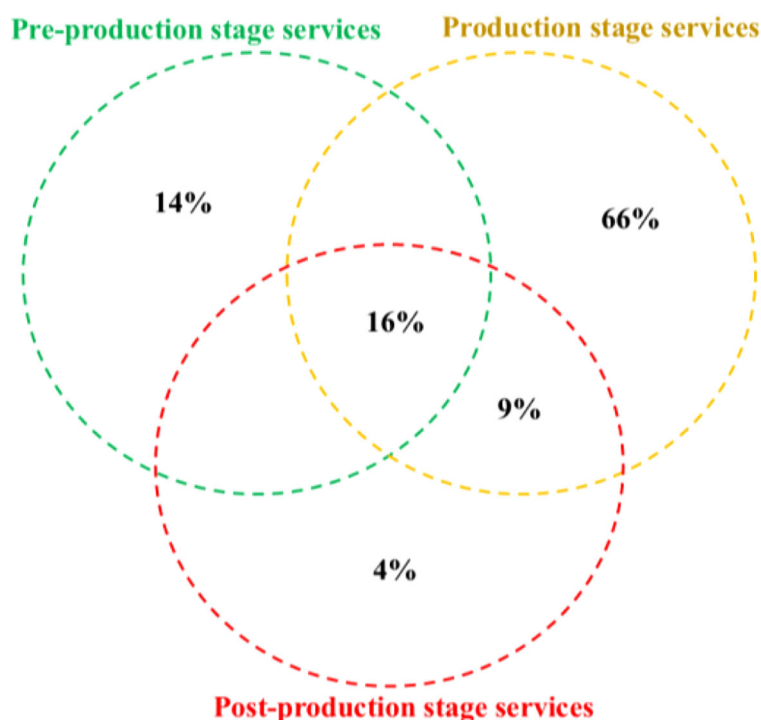 Pre-production stage services
Production stage services
14%
66%
16%
9%
4%
Post-production stage services